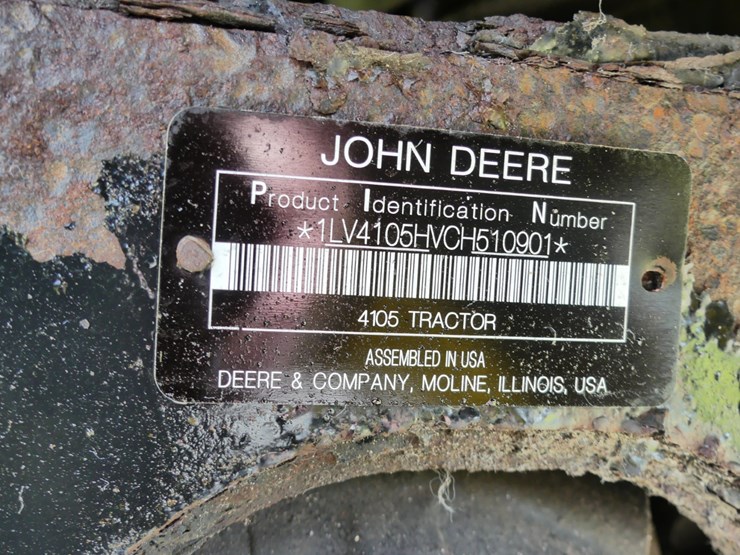 JOHN DEERE
Product Identification Number
*1LV4105HVCH510901*
4105 TRACTOR
ASSEMBLED IN USA
DEERE & COMPANY, MOLINE, ILLINOIS, USA